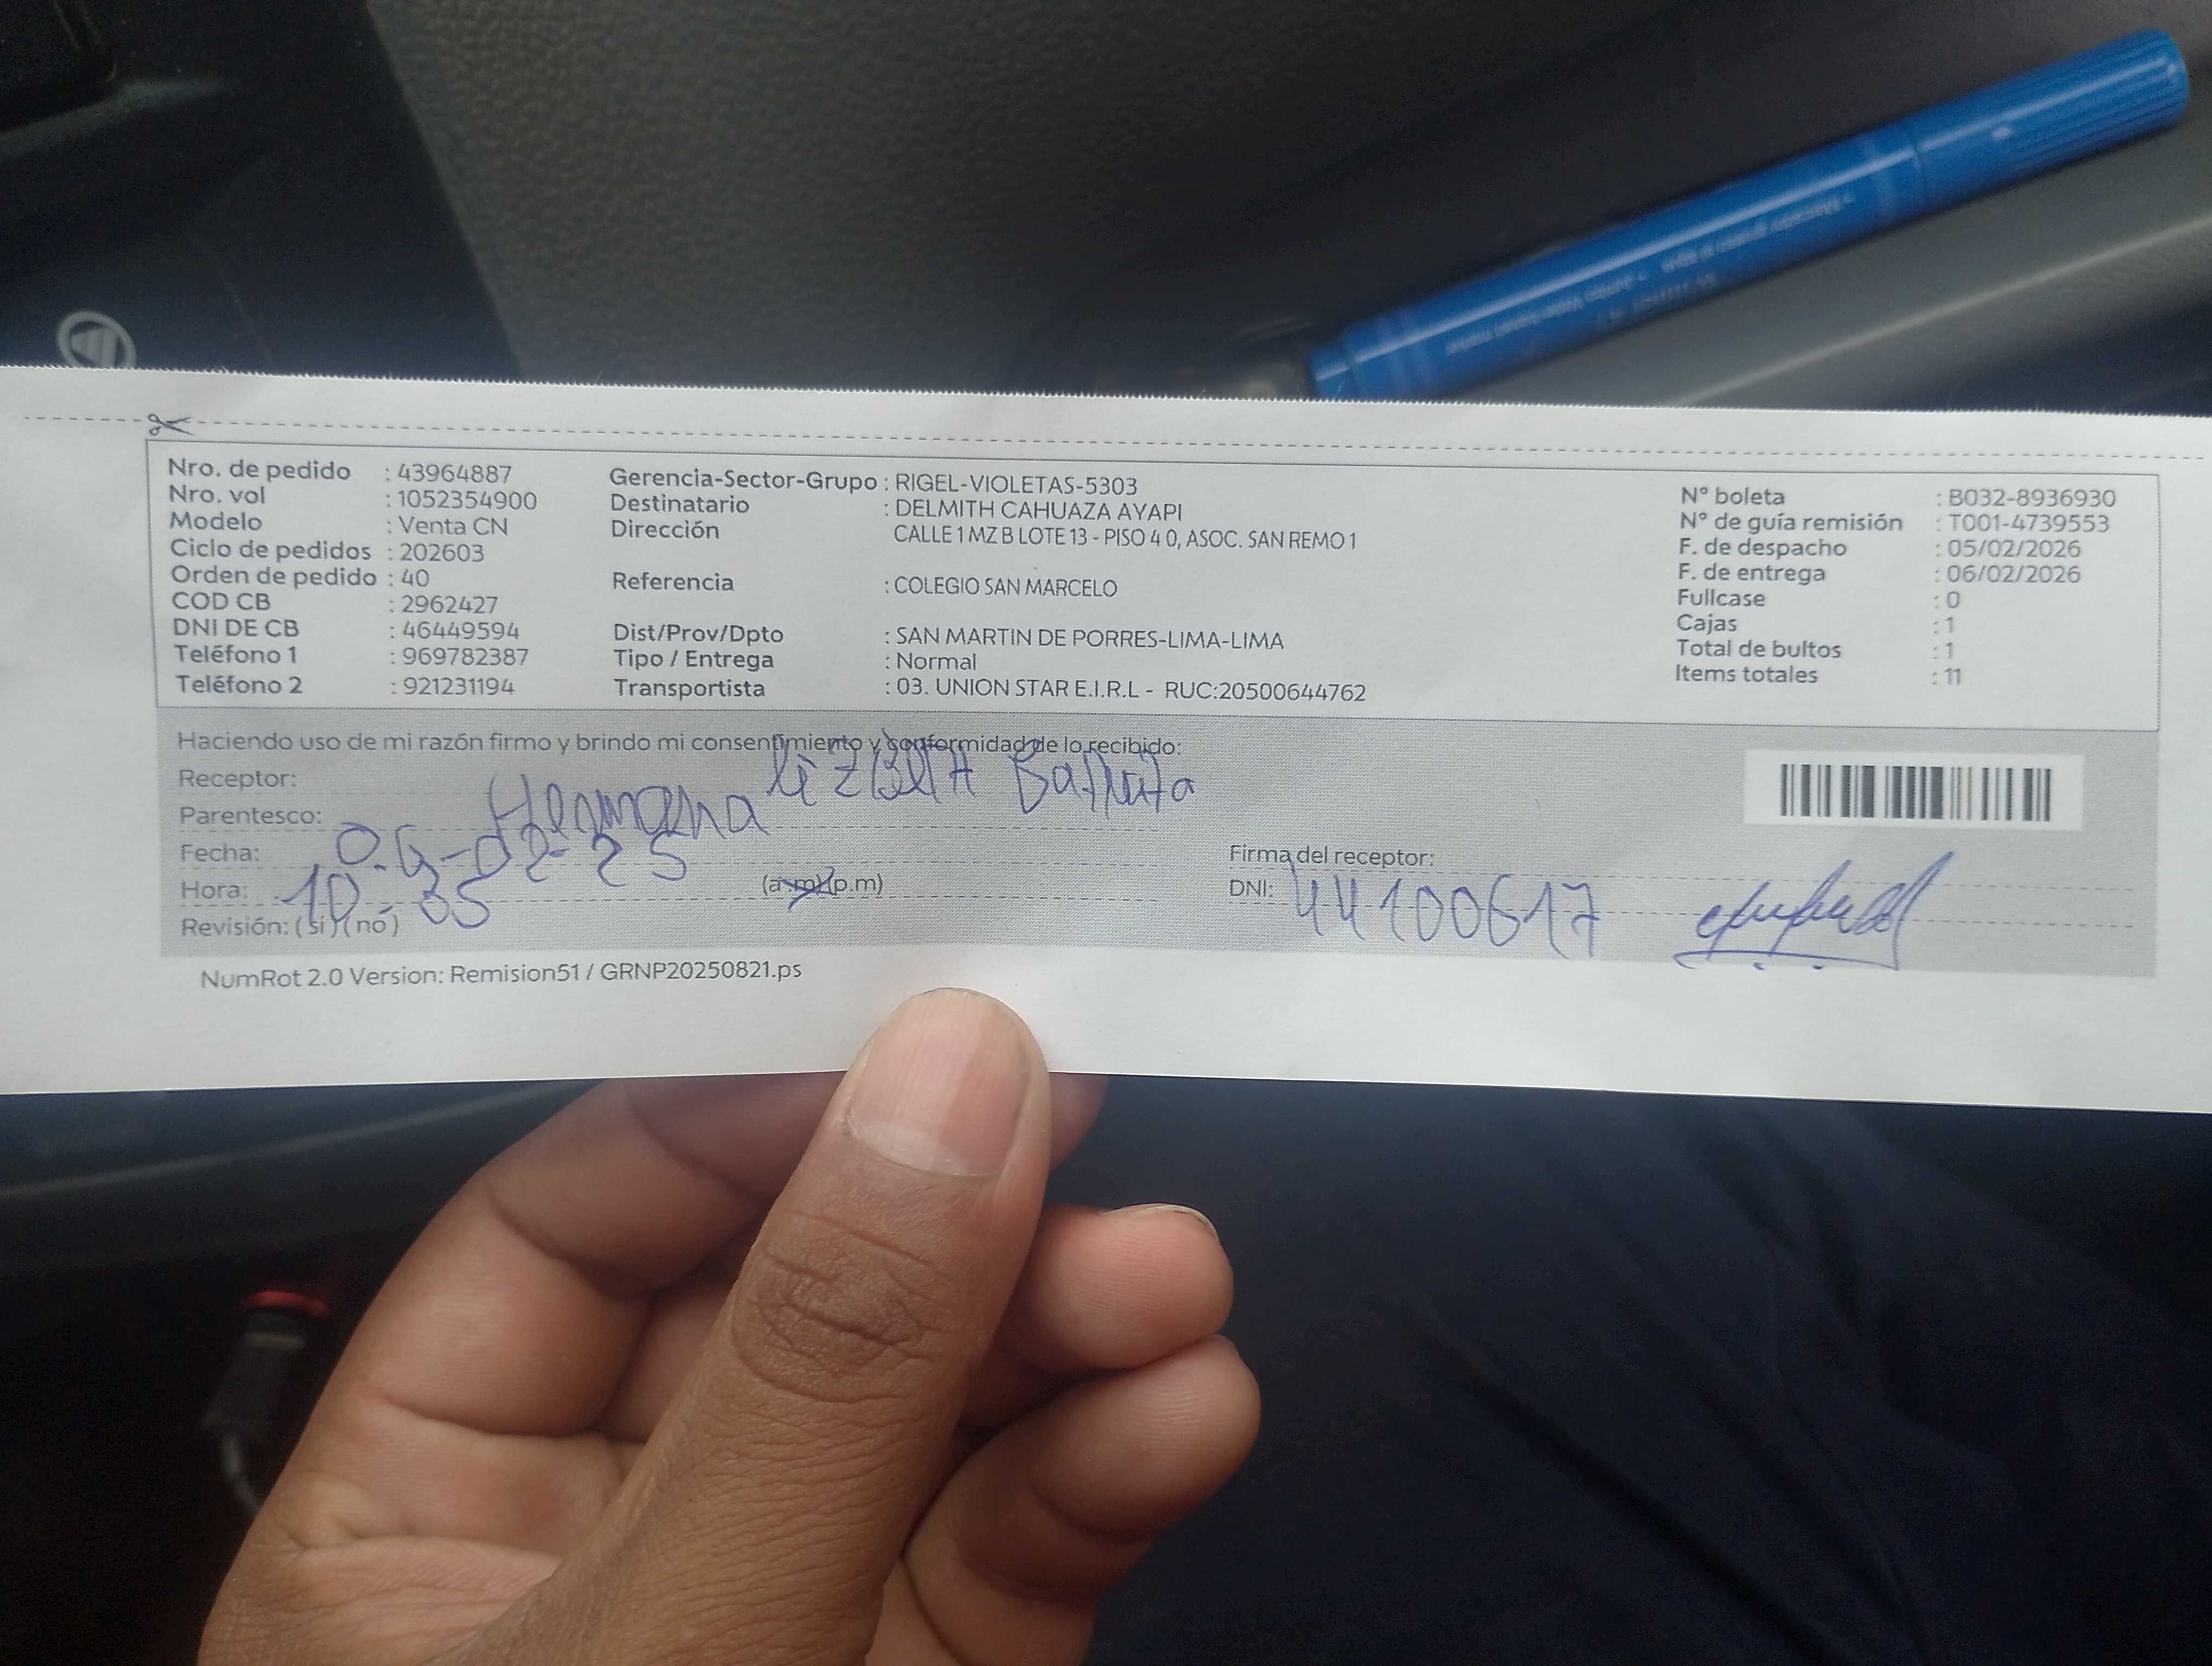 Nro. de pedido : 43964887
Nro. vol : 1052354900
Modelo : Venta CN
Ciclo de pedidos : 202603
Orden de pedido : 40
COD CB : 2962427
DNI DE CB : 46449594
Teléfono 1 : 969782387
Teléfono 2 : 921231194
Gerencia-Sector-Grupo : RIGEL-VIOLETAS-5303
Destinatario : DELMITH CAHUAZA AYAPI
Dirección CALLE 1 MZ B LOTE 13 - PISO 4 0, ASOC. SAN REMO 1
Referencia : COLEGIO SAN MARCELO
Dist/Prov/Dpto : SAN MARTIN DE PORRES-LIMA-LIMA
Tipo / Entrega : Normal
Transportista : 03. UNION STAR E.I.R.L - RUC:20500644762
N° boleta : B032-8936930
N° de guía remisión : T001-4739553
F. de despacho : 05/02/2026
F. de entrega : 06/02/2026
Fullcase : 0
Cajas : 1
Total de bultos : 1
Items totales : 11
Haciendo uso de mi razón firmo y brindo mi consentimiento y conformidad de lo recibido:
Receptor:
Parentesco: Hermana
Fecha: 06-02-25
Hora: 10 35 (a.m)(p.m)
Revisión: (si) (no)
Firma del receptor:
DNI: 44100617
NumRot 2.0 Version: Remision51 / GRNP20250821.ps